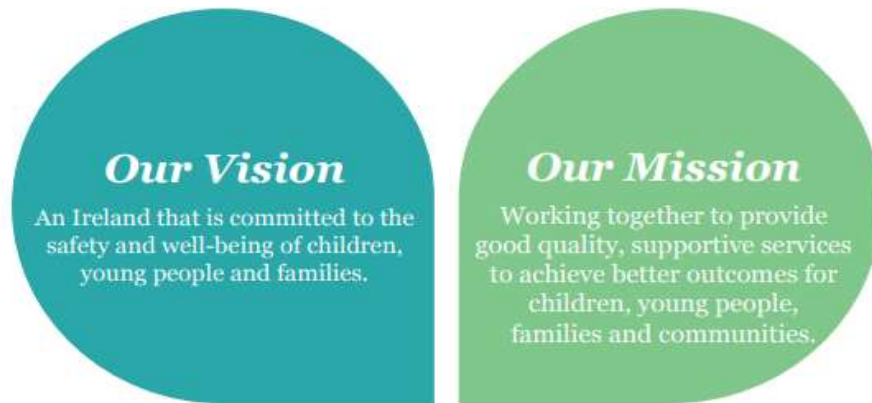 Our Vision
An Ireland that is committed to the
safety and well-being of children,
young people and families.
Our Mission
Working together to provide
good quality, supportive services
to achieve better outcomes for
children, young people,
families and communities.